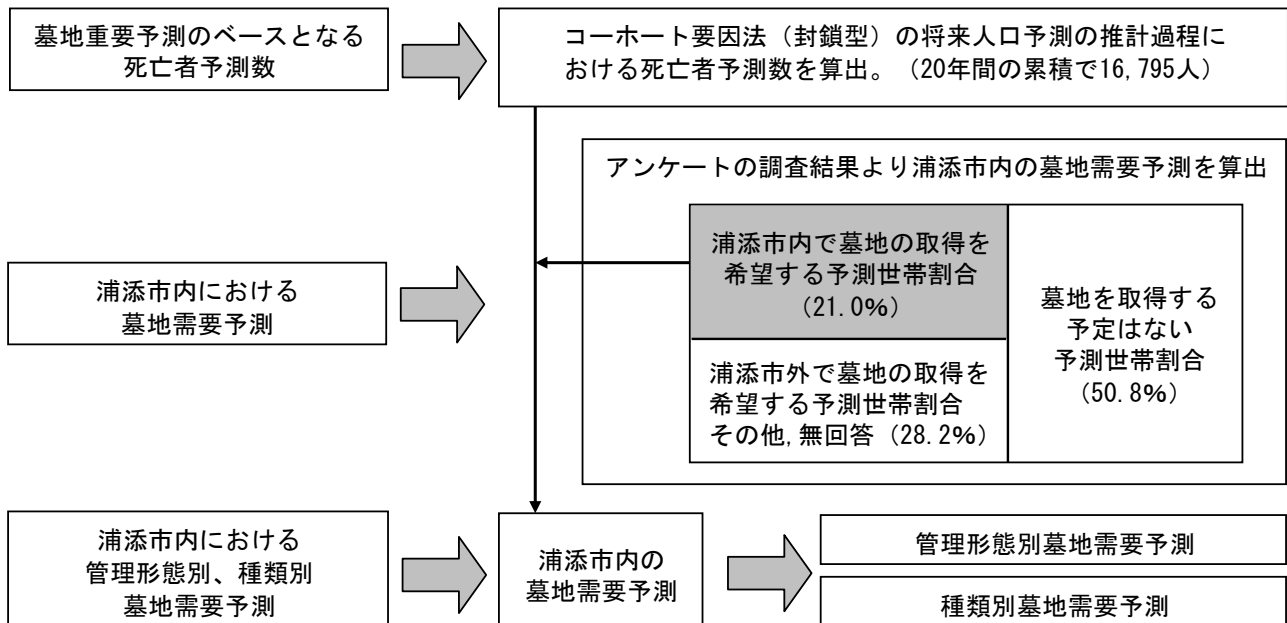 墓地重要予測のベースとなる
死亡者予測数
コーホート要因法（封鎖型）の将来人口予測の推計過程に
おける死亡者予測数を算出。（20年間の累積で16,795人）
アンケートの調査結果より浦添市内の墓地需要予測を算出
浦添市内で墓地の取得を
希望する予測世帯割合
（21.0％）
浦添市外で墓地の取得を
希望する予測世帯割合
その他,無回答（28.2％）
墓地を取得する
予定はない
予測世帯割合
（50.8％）
浦添市内における
墓地需要予測
浦添市内における
管理形態別、種類別
墓地需要予測
浦添市内の
墓地需要予測
管理形態別墓地需要予測
種類別墓地需要予測